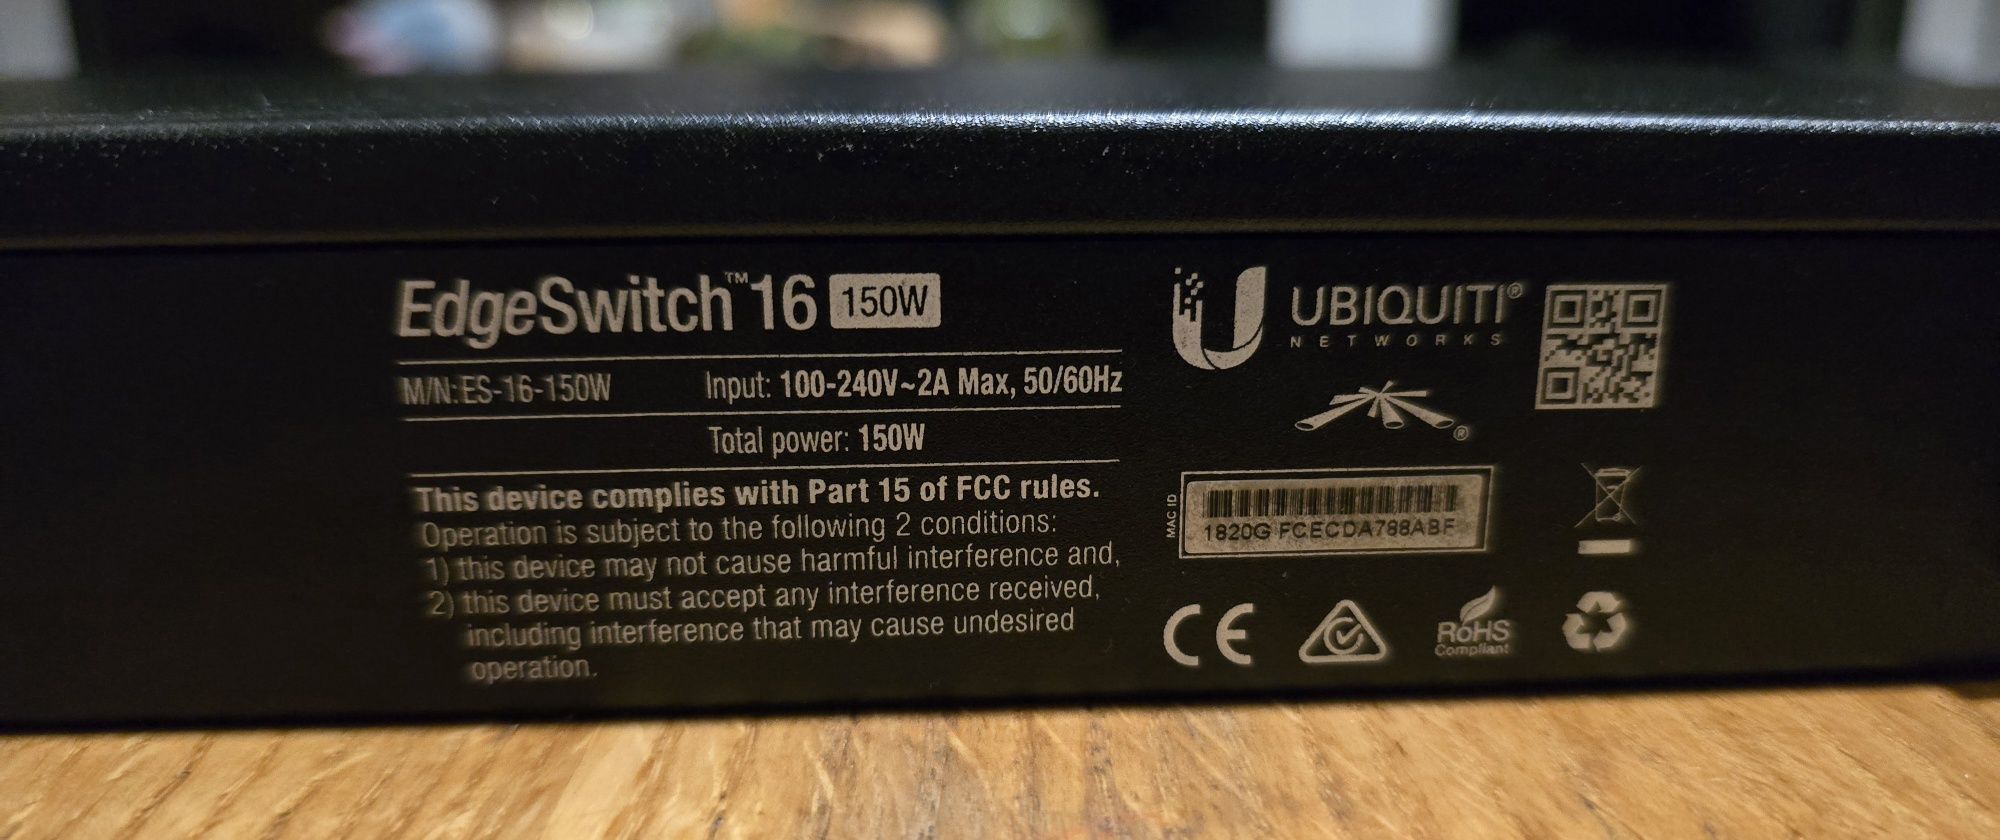 EdgeSwitch™ 16 150W
M/N:ES-16-150W Input: 100-240V~2A Max, 50/60Hz
Total power: 150W
This device complies with Part 15 of FCC rules.
Operation is subject to the following 2 conditions:
1) this device may not cause harmful interference and,
2) this device must accept any interference received,
including interference that may cause undesired
operation.
UBIQUITI®
NETWORKS
®
MAC ID
1820G FCECDA788ABF
CE
RoHS
Compliant